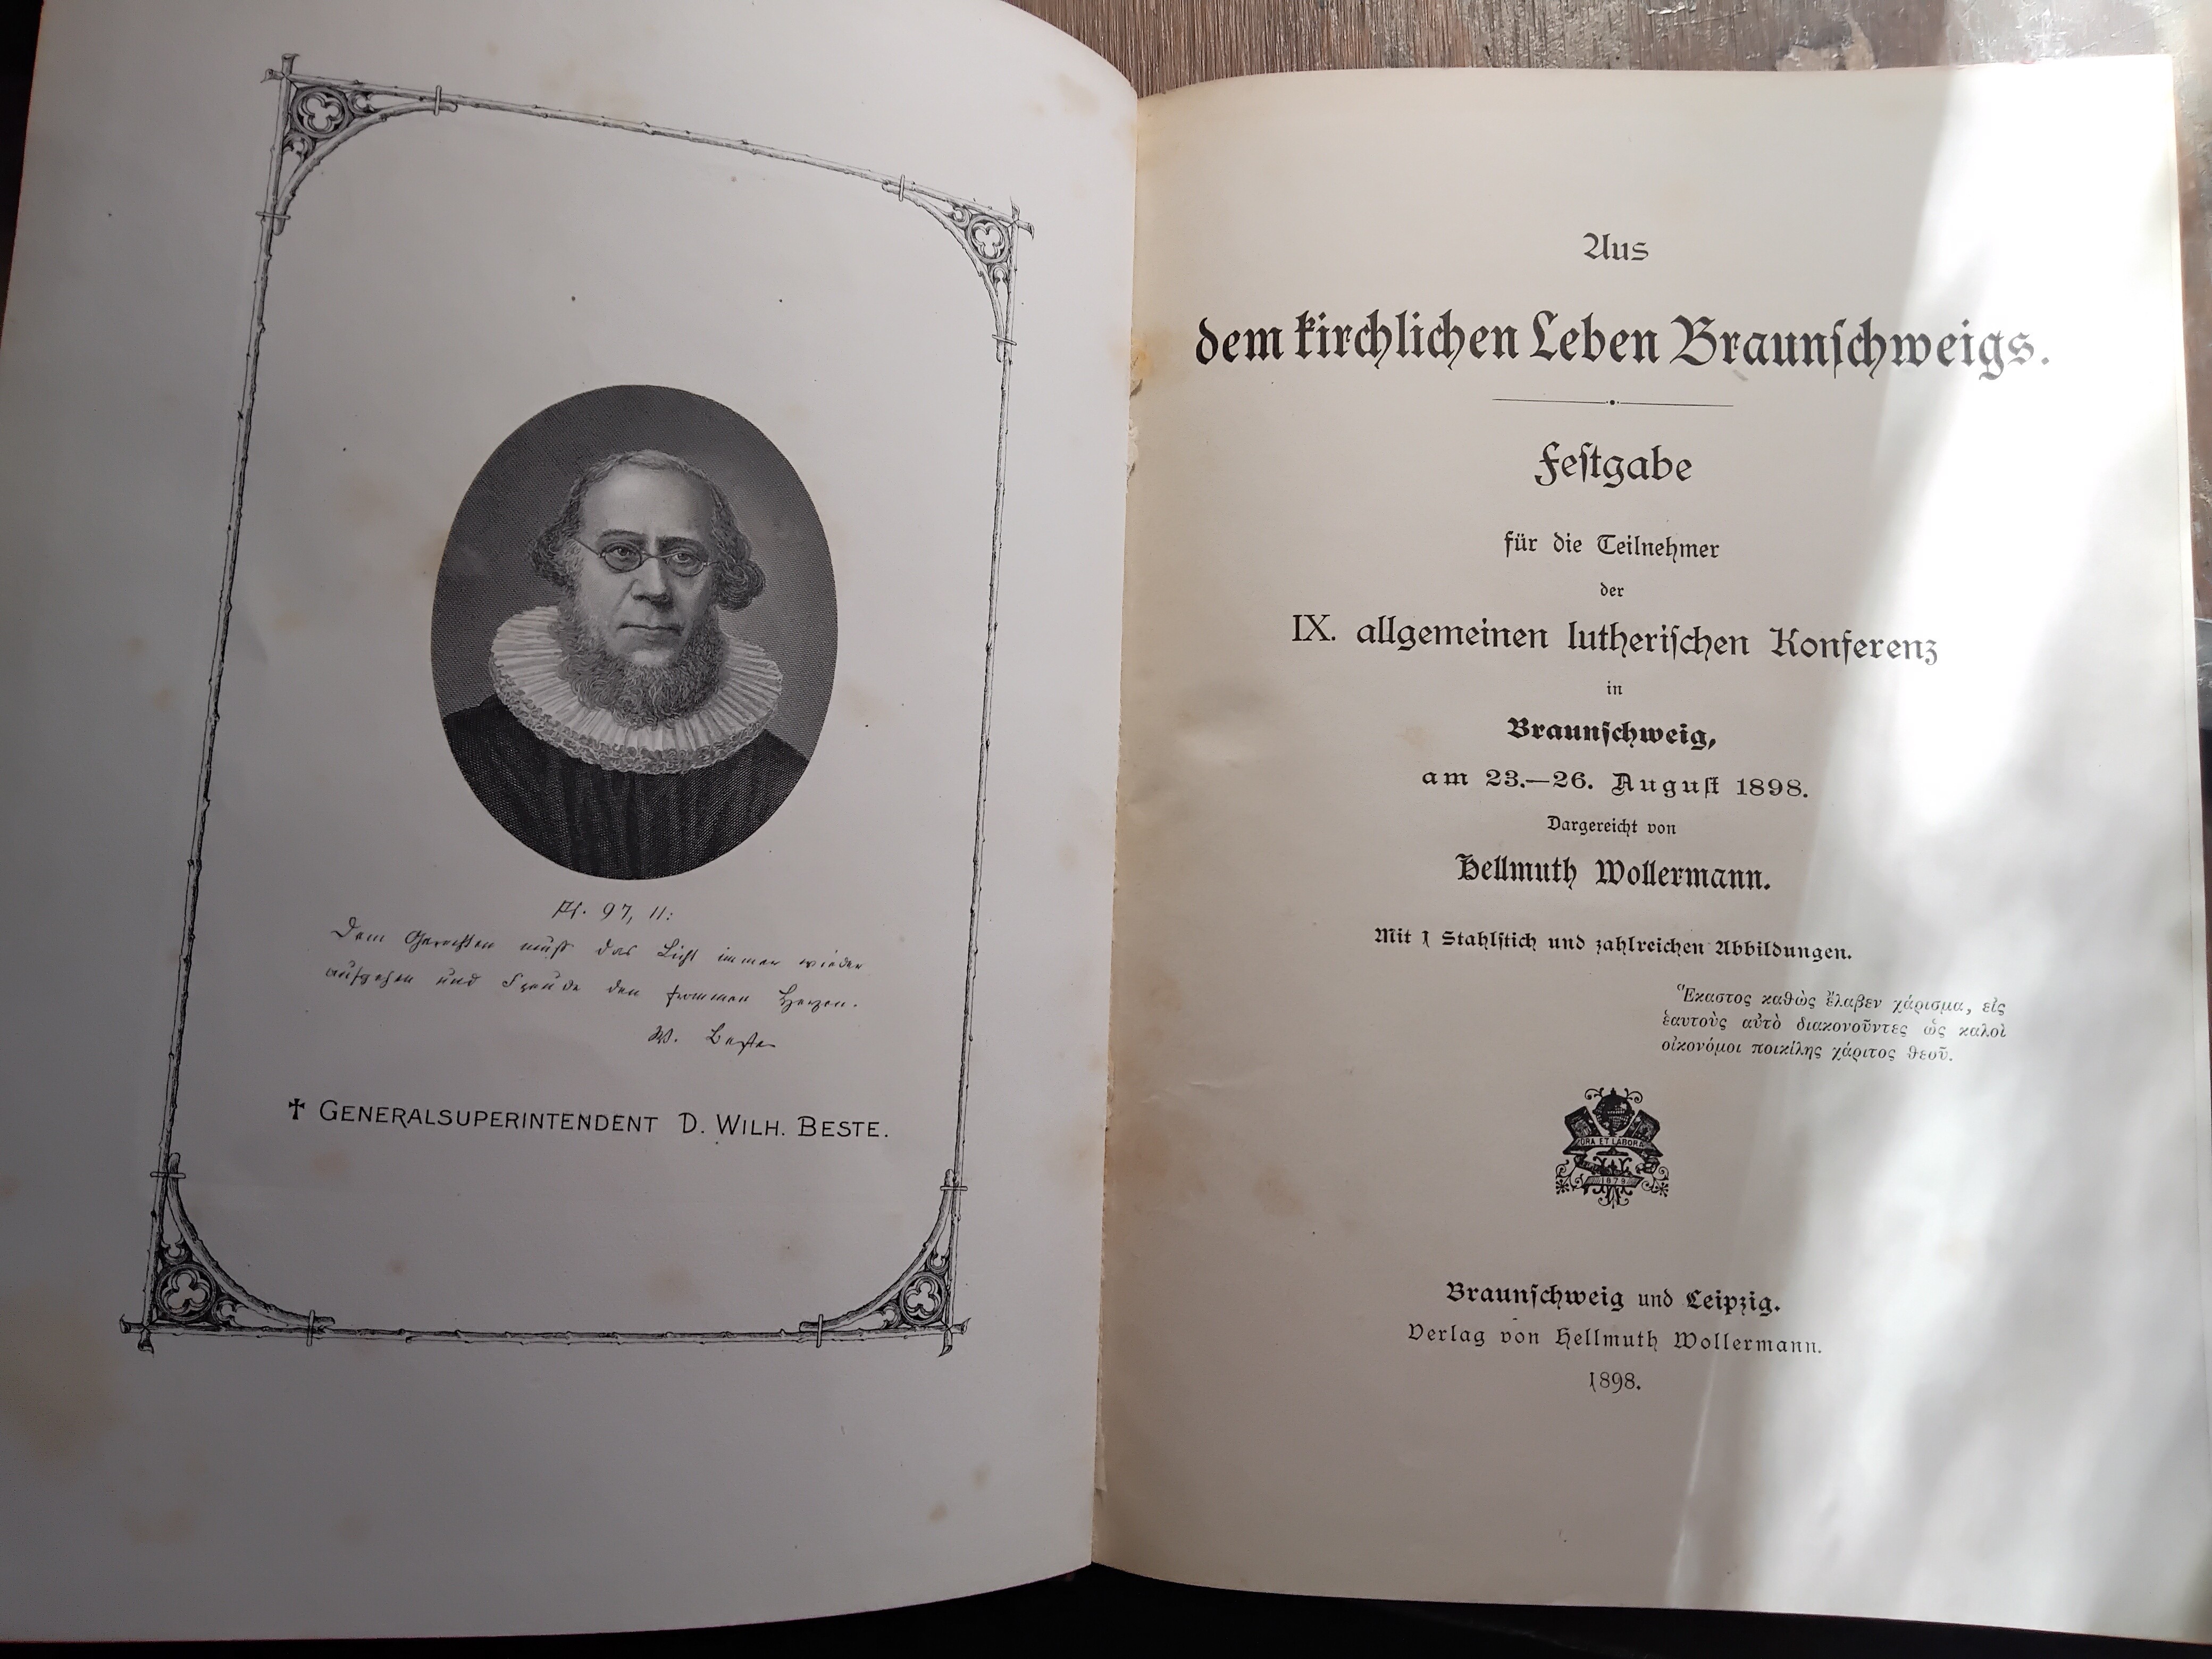 Ps. 97, 11:
Dem Gerechten muß das Licht immer wieder
aufgehen und Freude den frommen Herzen.
W. Beste
† GENERALSUPERINTENDENT D. WILH. BESTE.
Aus
dem kirchlichen Leben Braunſchweigs.
Feſtgabe
für die Teilnehmer
der
IX. allgemeinen lutheriſchen Konferenz
in
Braunſchweig,
am 23.—26. Auguſt 1898.
Dargereicht von
Hellmuth Wollermann.
Mit 1 Stahlſtich und zahlreichen Abbildungen.
Ἕκαστος καθὼς ἔλαβεν χάρισμα, εἰς
ἑαυτοὺς αὐτὸ διακονοῦντες ὡς καλοὶ
οἰκονόμοι ποικίλης χάριτος θεοῦ.
ORA ET LABORA
1879
Braunſchweig und Leipzig.
Verlag von Hellmuth Wollermann.
1898.